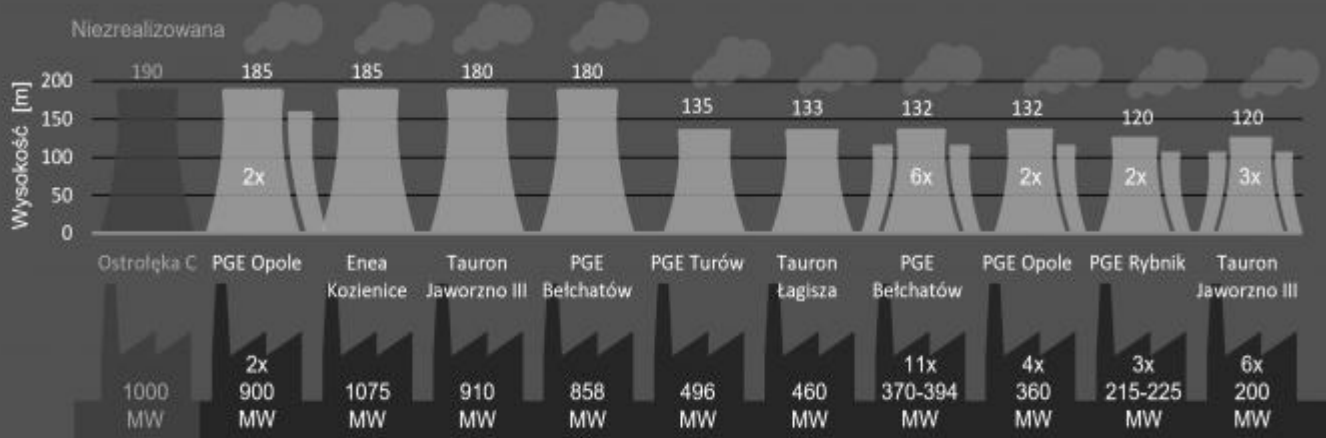 Niezrealizowana
190 185 185 180 180 135 133 132 132 120 120
Wysokość [m]
200
150
100
50
0
2x 6x 2x 2x 3x
Ostrołęka C PGE Opole Enea Tauron PGE PGE Turów Tauron PGE PGE Opole PGE Rybnik Tauron
Kozienice Jaworzno III Bełchatów Łagisza Bełchatów Jaworzno III
2x 11x 4x 3x 6x
1000 900 1075 910 858 496 460 370-394 360 215-225 200
MW MW MW MW MW MW MW MW MW MW MW